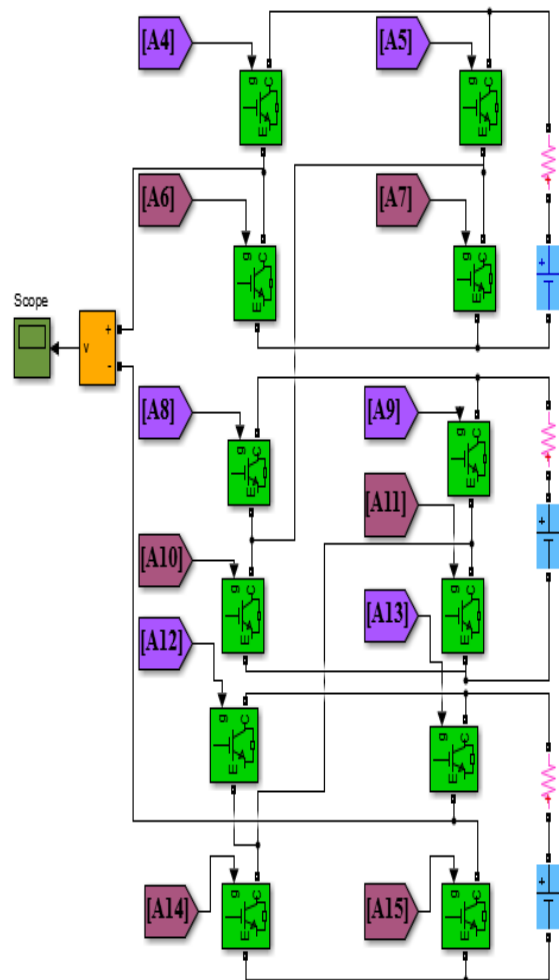 [A4]
[A5]
g C
E
g C
E
[A6]
[A7]
g C
E
g C
E
+
Scope
+
v
-
[A8]
[A9]
g C
E
g C
E
+
[A10]
[A11]
g C
E
g C
E
[A12]
[A13]
g C
E
g C
E
[A14]
[A15]
g C
E
g C
E
+